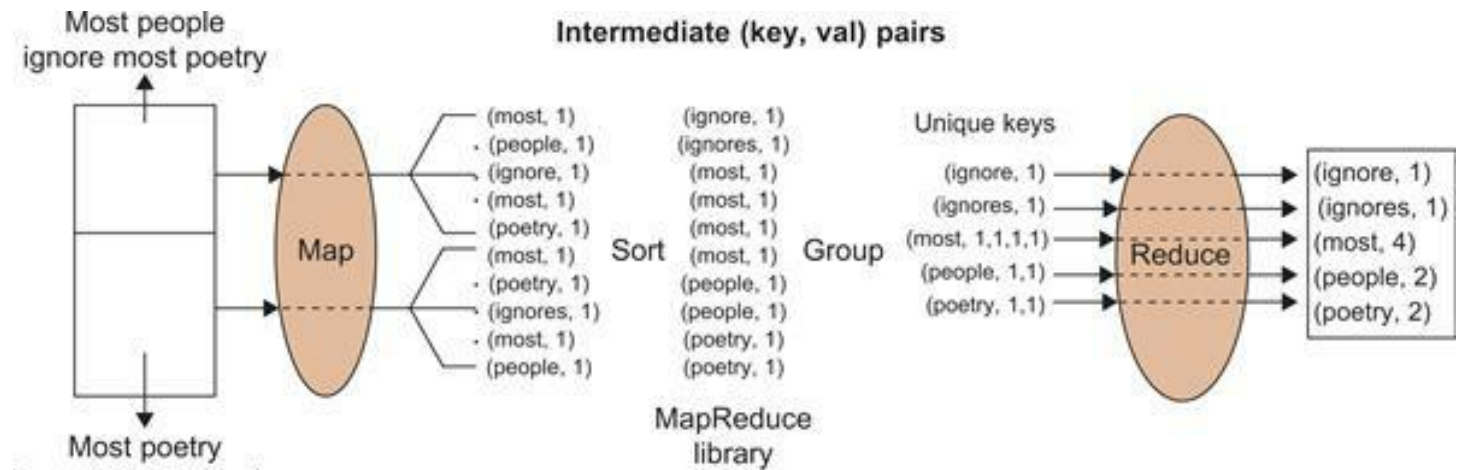 Most people
ignore most poetry
Intermediate (key, val) pairs
Map
(most, 1)
(people, 1)
(ignore, 1)
(most, 1)
(poetry, 1)
(most, 1)
(poetry, 1)
(ignores, 1)
(most, 1)
(people, 1)
Sort
(ignore, 1)
(ignores, 1)
(most, 1)
(most, 1)
(most, 1)
(most, 1)
(people, 1)
(people, 1)
(poetry, 1)
(poetry, 1)
Group
Unique keys
(ignore, 1)
(ignores, 1)
(most, 1,1,1,1)
(people, 1,1)
(poetry, 1,1)
Reduce
(ignore, 1)
(ignores, 1)
(most, 4)
(people, 2)
(poetry, 2)
MapReduce
library
Most poetry